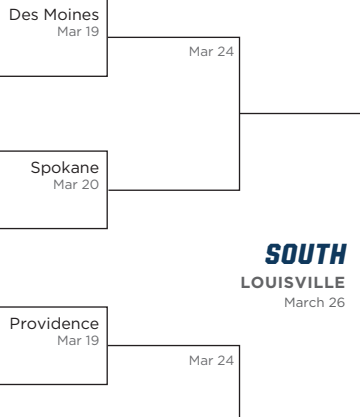 Des Moines
Mar 19
Mar 24
Spokane
Mar 20
SOUTH
LOUISVILLE
March 26
Providence
Mar 19
Mar 24